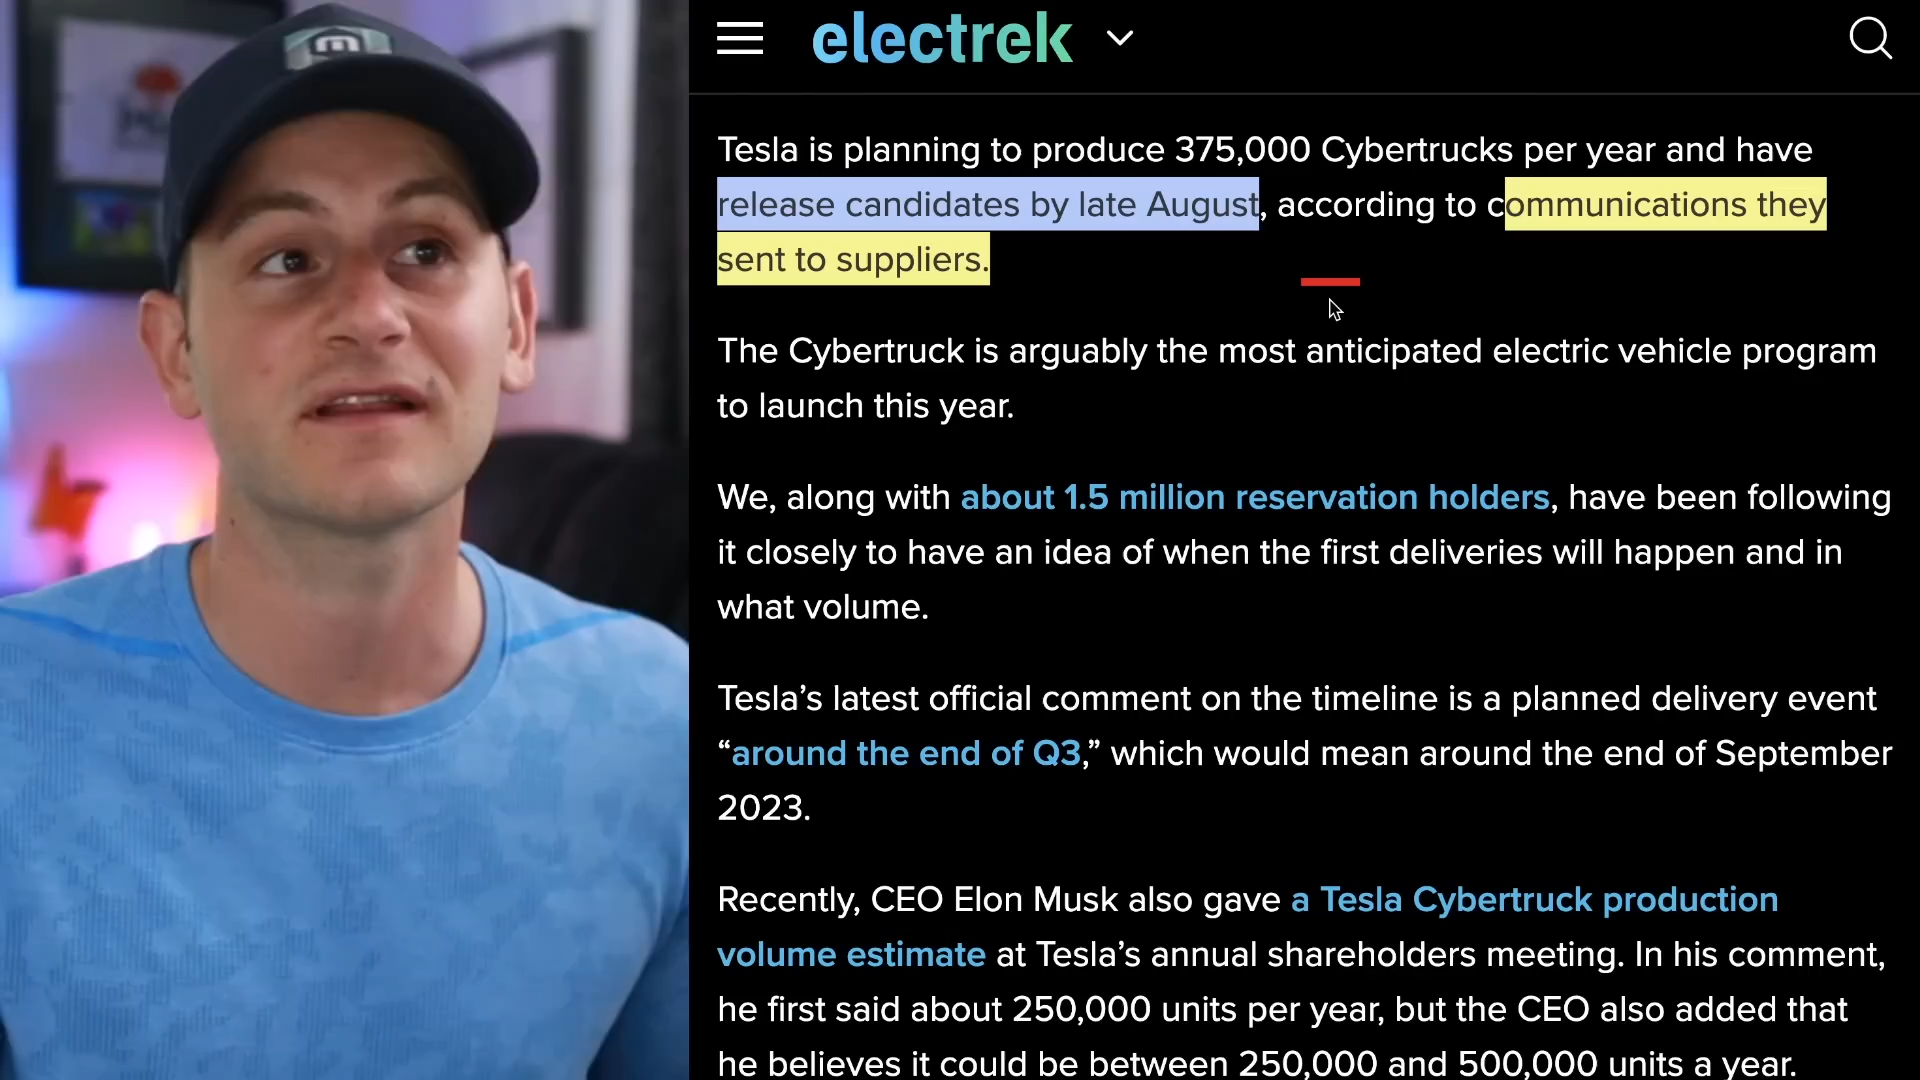 electrek
Tesla is planning to produce 375,000 Cybertrucks per year and have
release candidates by late August, according to communications they
sent to suppliers.
The Cybertruck is arguably the most anticipated electric vehicle program
to launch this year.
We, along with about 1.5 million reservation holders, have been following
it closely to have an idea of when the first deliveries will happen and in
what volume.
Tesla’s latest official comment on the timeline is a planned delivery event
“around the end of Q3,” which would mean around the end of September
2023.
Recently, CEO Elon Musk also gave a Tesla Cybertruck production
volume estimate at Tesla’s annual shareholders meeting. In his comment,
he first said about 250,000 units per year, but the CEO also added that
he believes it could be between 250,000 and 500,000 units a year.